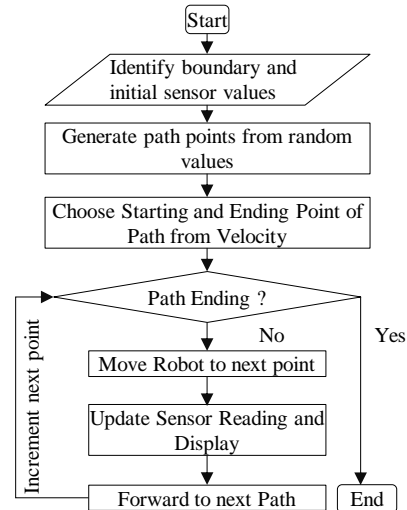 Start
Identify boundary and
initial sensor values
Generate path points from random
values
Choose Starting and Ending Point of
Path from Velocity
Path Ending ?
No
Yes
Move Robot to next point
Update Sensor Reading and
Display
Increment next point
Forward to next Path
End